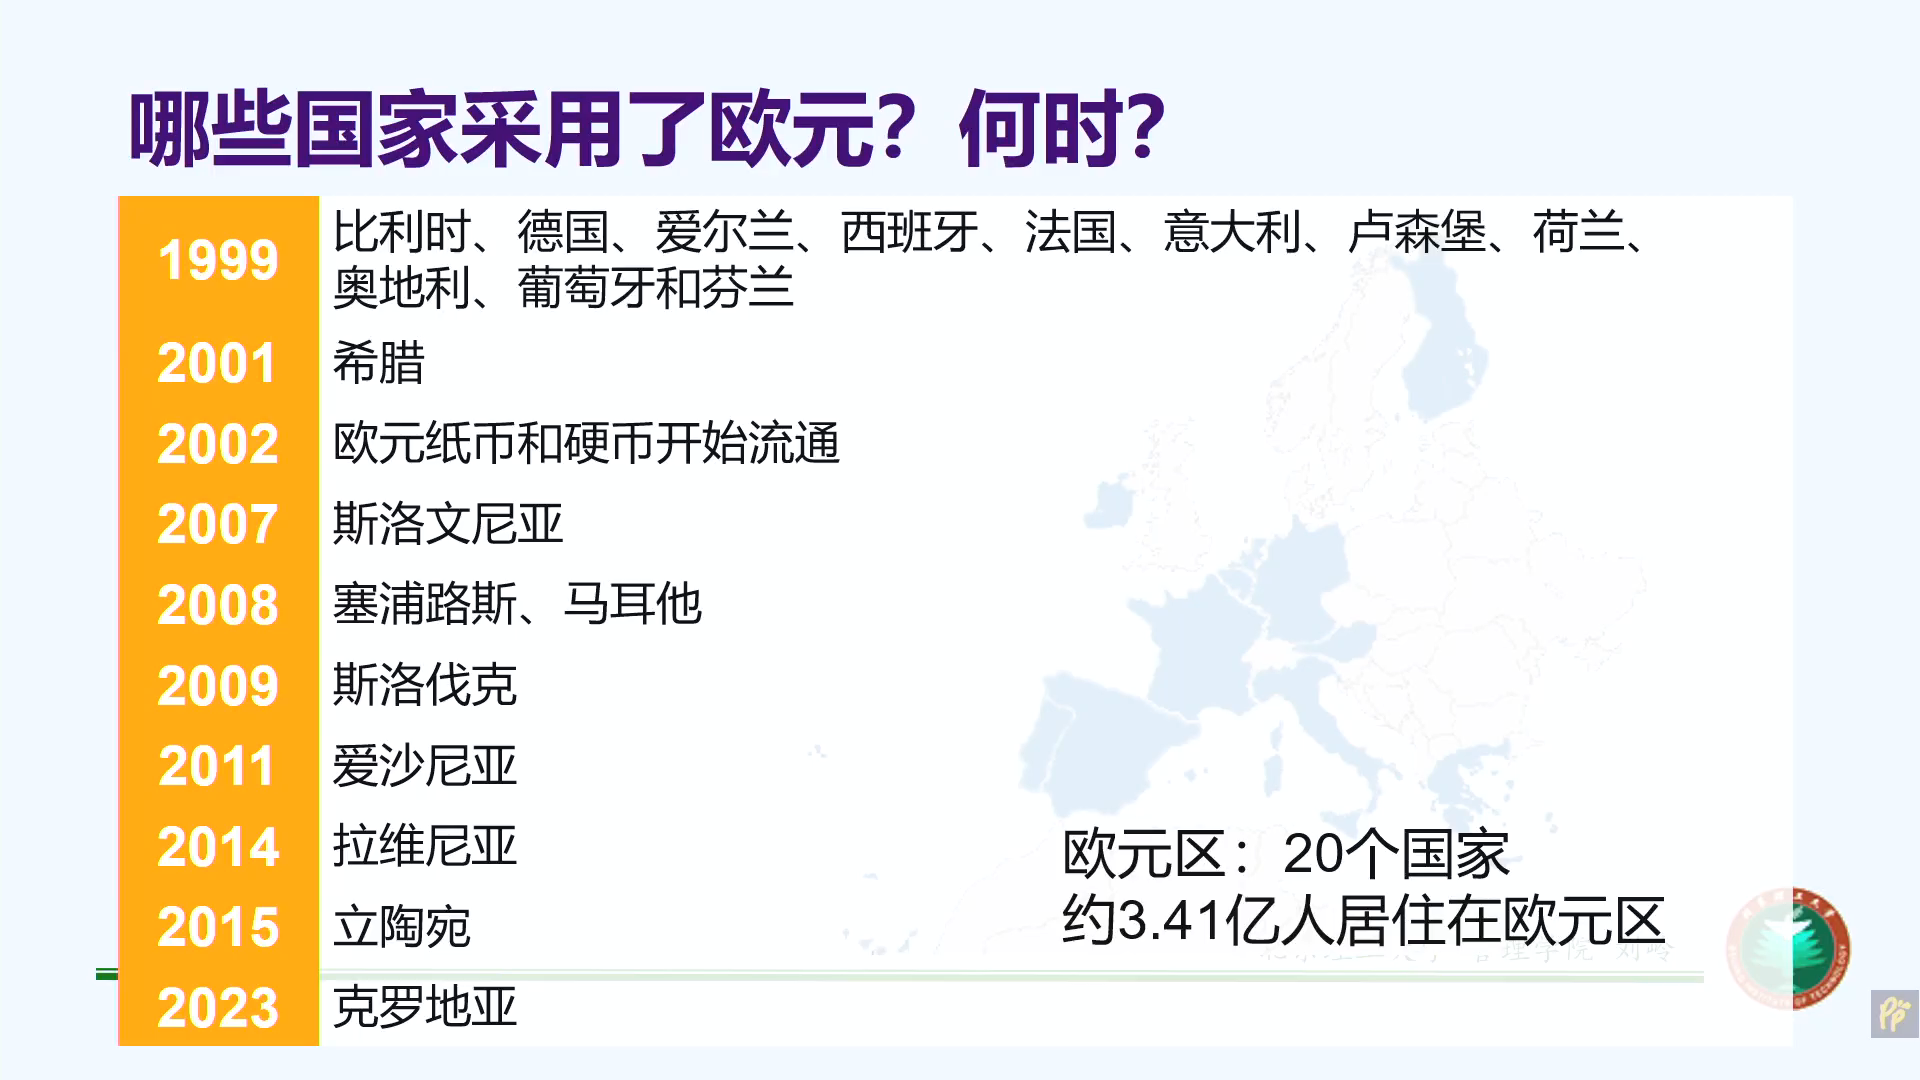 哪些国家采用了欧元？何时？
1999
比利时、德国、爱尔兰、西班牙、法国、意大利、卢森堡、荷兰、
奥地利、葡萄牙和芬兰
2001 希腊
2002 欧元纸币和硬币开始流通
2007 斯洛文尼亚
2008 塞浦路斯、马耳他
2009 斯洛伐克
2011 爱沙尼亚
2014 拉维尼亚
2015 立陶宛
2023 克罗地亚
欧元区：20个国家
约3.41亿人居住在欧元区